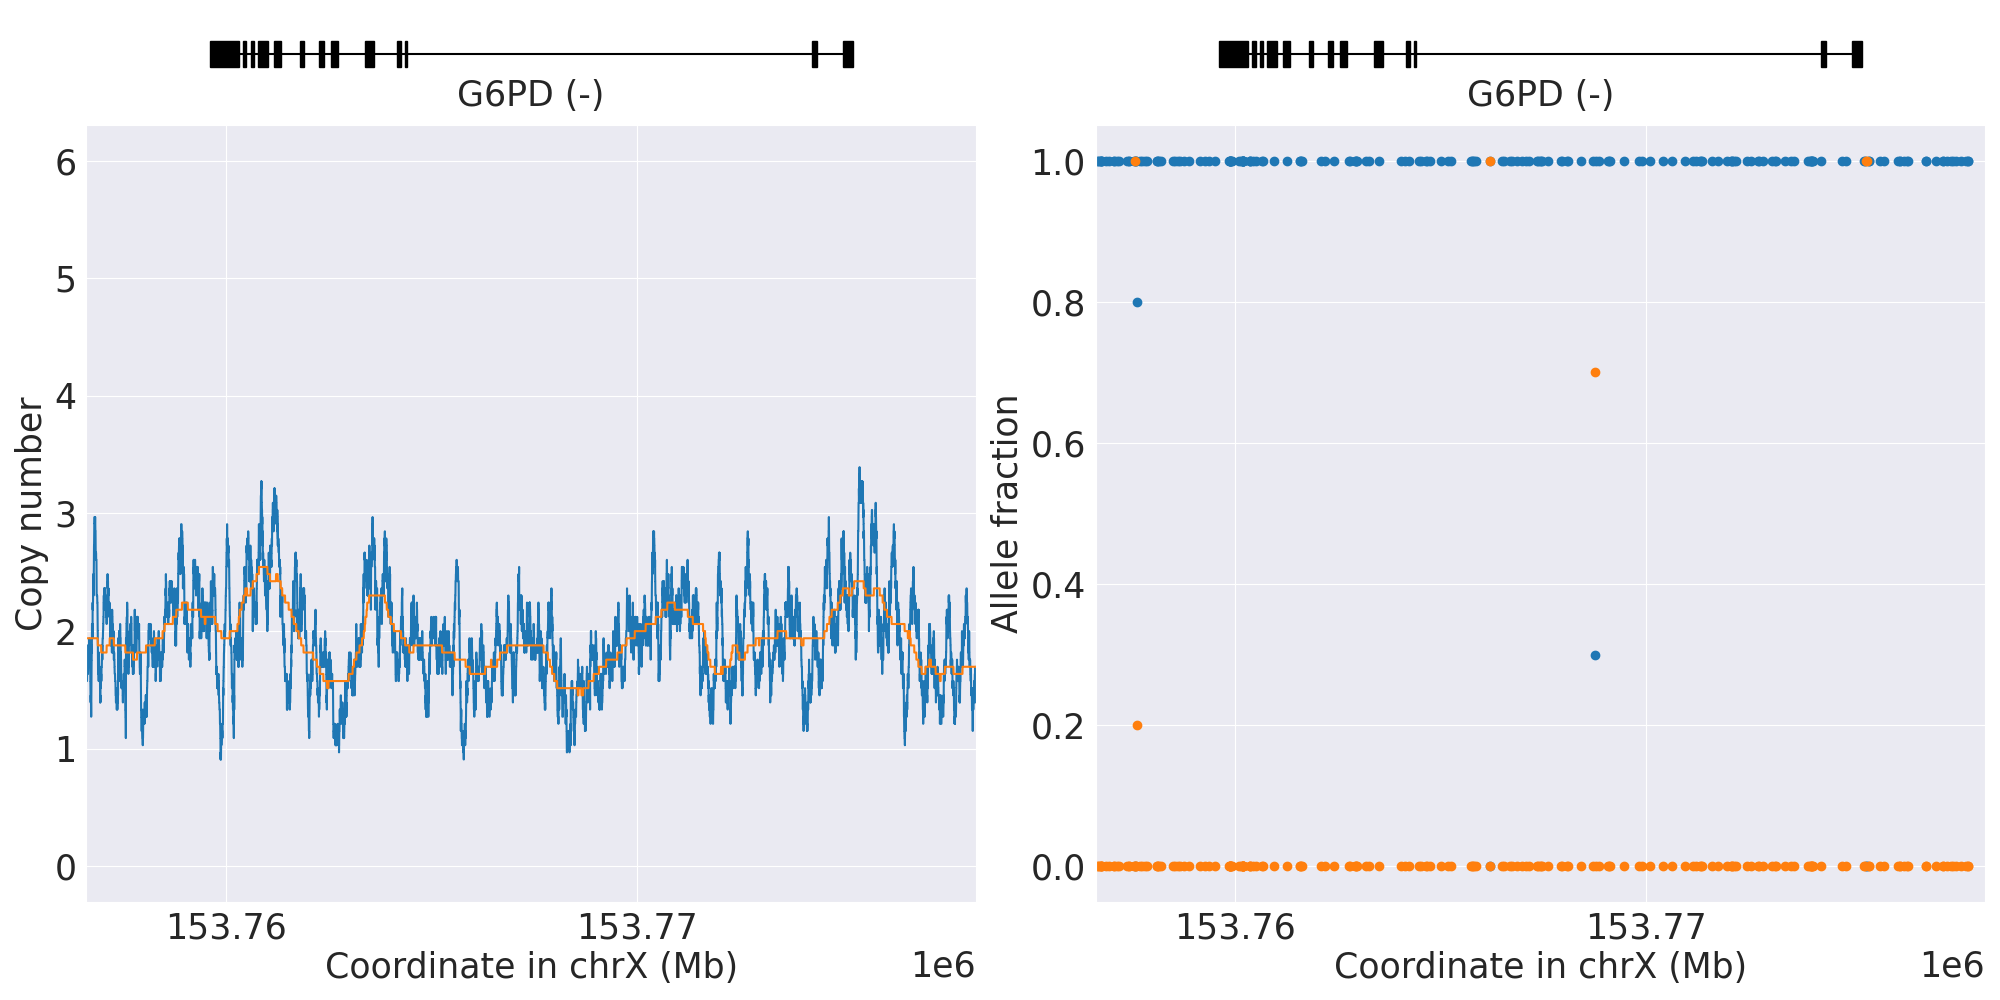 G6PD (-)
6
5
4
3
2
1
0
Copy number
153.76
153.77
Coordinate in chrX (Mb)
1e6
G6PD (-)
1.0
0.8
0.6
0.4
0.2
0.0
Allele fraction
153.76
153.77
Coordinate in chrX (Mb)
1e6